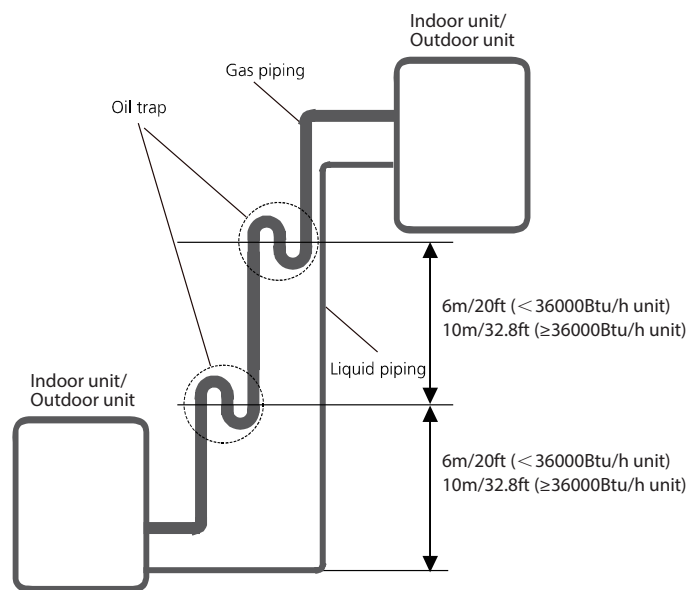 Indoor unit/
Outdoor unit
Gas piping
Oil trap
6m/20ft (＜36000Btu/h unit)
10m/32.8ft (≥36000Btu/h unit)
Liquid piping
Indoor unit/
Outdoor unit
6m/20ft (＜36000Btu/h unit)
10m/32.8ft (≥36000Btu/h unit)